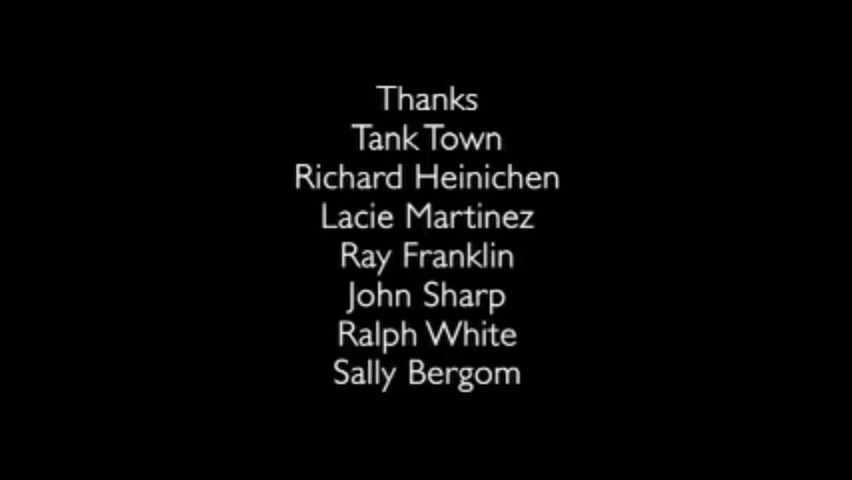 Thanks
Tank Town
Richard Heinichen
Lacie Martinez
Ray Franklin
John Sharp
Ralph White
Sally Bergom